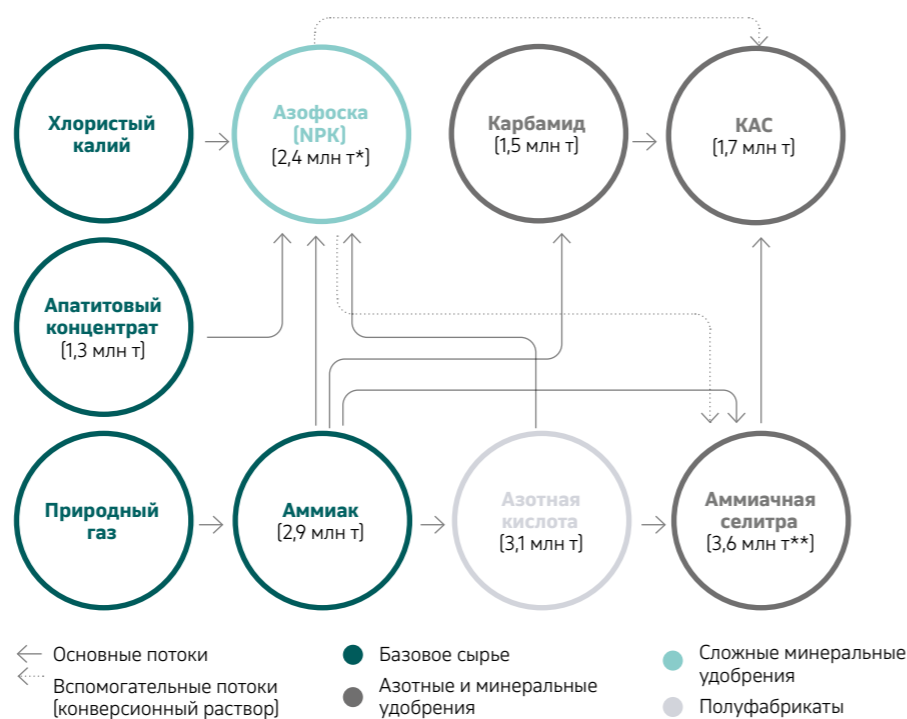 Хлористый
калий
Азофоска
(NPK)
(2,4 млн т*)
Карбамид
(1,5 млн т)
КАС
(1,7 млн т)
Апатитовый
концентрат
(1,3 млн т)
Природный
газ
Аммиак
(2,9 млн т)
Азотная
кислота
(3,1 млн т)
Аммиачная
селитра
(3,6 млн т**)
Основные потоки
Вспомогательные потоки
(конверсионный раствор)
Базовое сырье
Азотные и минеральные
удобрения
Сложные минеральные
удобрения
Полуфабрикаты